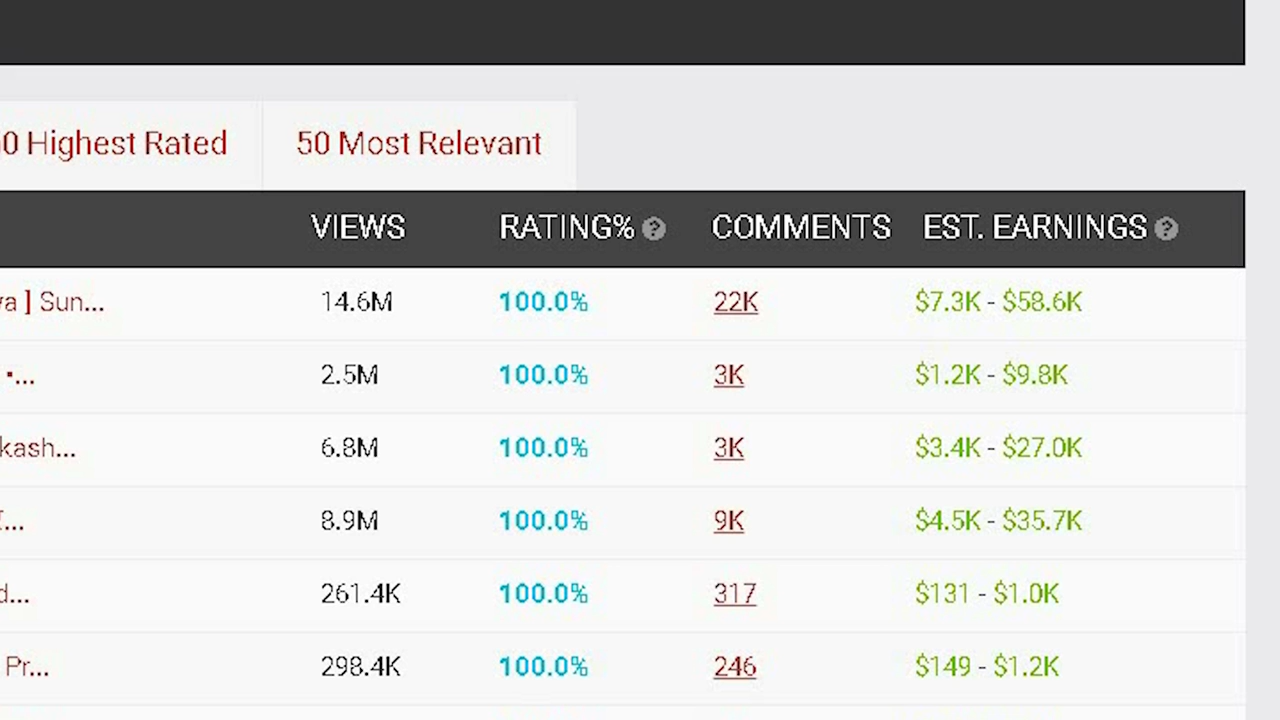 Highest Rated 50 Most Relevant
VIEWS RATING% COMMENTS EST. EARNINGS
] Sun... 14.6M 100.0% 22K $7.3K - $58.6K
•... 2.5M 100.0% 3K $1.2K - $9.8K
kash... 6.8M 100.0% 3K $3.4K - $27.0K
... 8.9M 100.0% 9K $4.5K - $35.7K
d... 261.4K 100.0% 317 $131 - $1.0K
Pr... 298.4K 100.0% 246 $149 - $1.2K